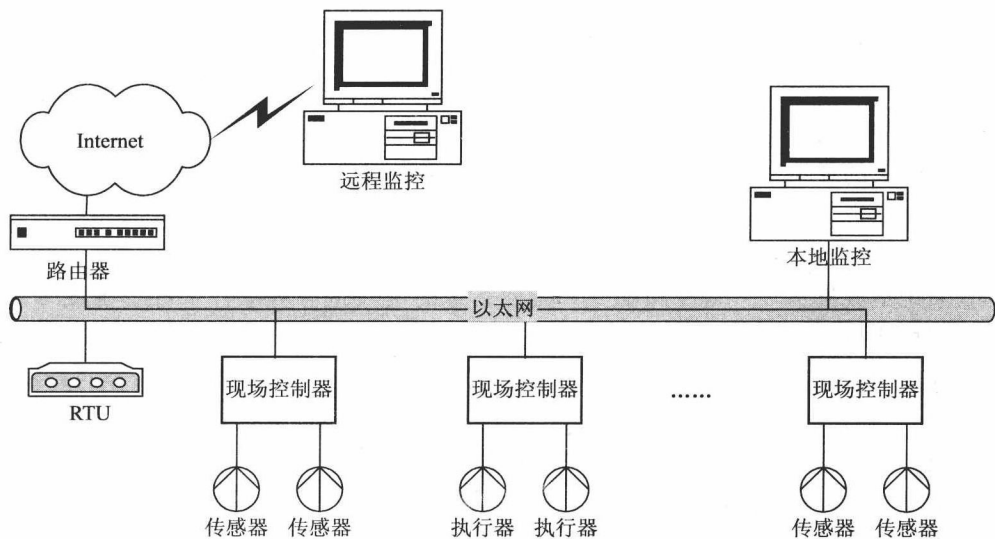 Internet
远程监控
路由器
本地监控
以太网
RTU
现场控制器
现场控制器
……
现场控制器
传感器
传感器
执行器
执行器
传感器
传感器